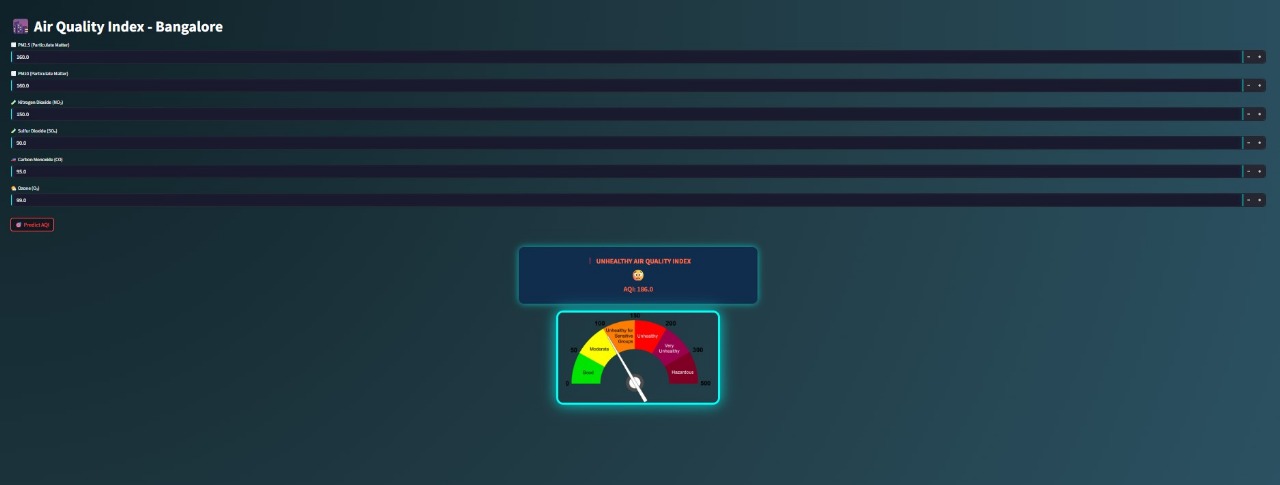 Air Quality Index - Bangalore
PM2.5 (Particulate Matter)
160.0
PM10 (Particulate Matter)
160.0
Nitrogen Dioxide (NO₂)
150.0
Sulfur Dioxide (SO₂)
50.0
Carbon Monoxide (CO)
95.0
Ozone (O₃)
99.0
Predict AQI
! UNHEALTHY AIR QUALITY INDEX
AQI: 186.0
0
Good
50
Moderate
100
Unhealthy for
Sensitive
Groups
150
Unhealthy
200
Very
Unhealthy
300
Hazardous
500